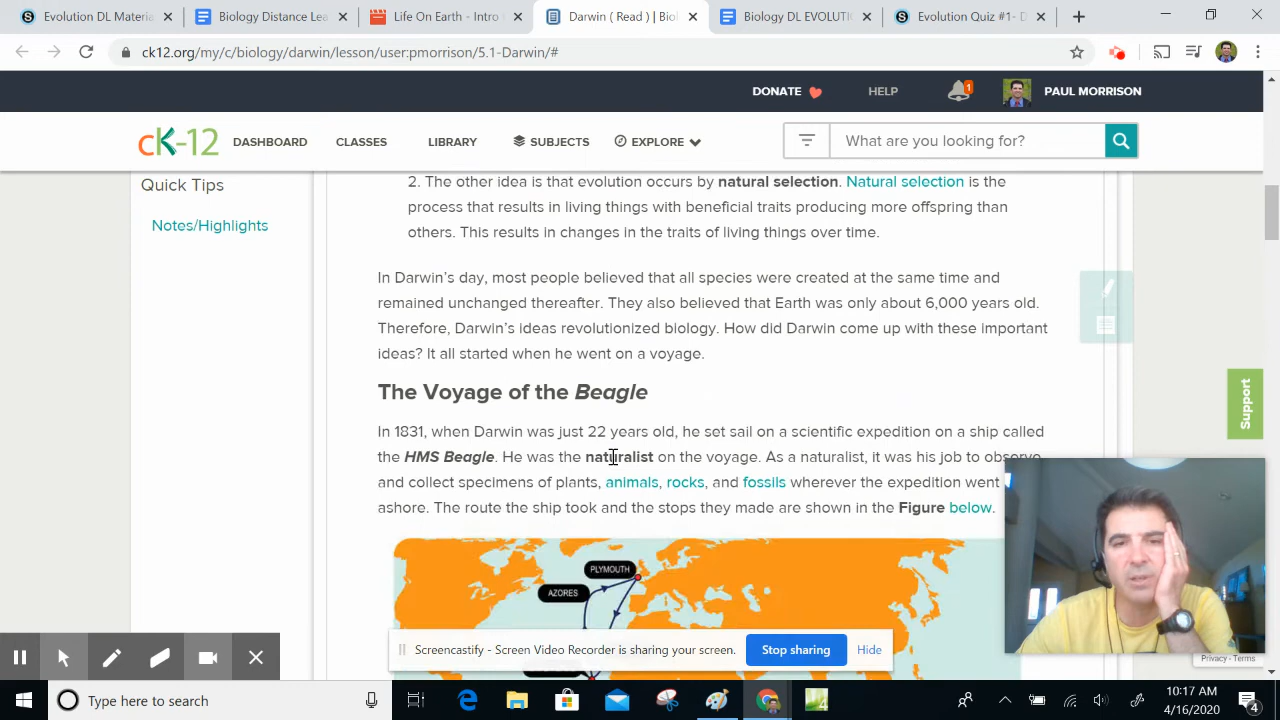 Evolution DL Materia
Biology Distance Lea
Life On Earth - Intro
Darwin ( Read ) | Bio
Biology DL EVOLUTI
Evolution Quiz #1- D
ck12.org/my/c/biology/darwin/lesson/user:pmorrison/5.1-Darwin/#
DONATE HELP 1 PAUL MORRISON
cK-12 DASHBOARD CLASSES LIBRARY SUBJECTS EXPLORE What are you looking for?
Quick Tips
Notes/Highlights
2. The other idea is that evolution occurs by natural selection. Natural selection is the
process that results in living things with beneficial traits producing more offspring than
others. This results in changes in the traits of living things over time.
In Darwin's day, most people believed that all species were created at the same time and
remained unchanged thereafter. They also believed that Earth was only about 6,000 years old.
Therefore, Darwin's ideas revolutionized biology. How did Darwin come up with these important
ideas? It all started when he went on a voyage.
The Voyage of the Beagle
In 1831, when Darwin was just 22 years old, he set sail on a scientific expedition on a ship called
the HMS Beagle. He was the naturalist on the voyage. As a naturalist, it was his job to observe
and collect specimens of plants, animals, rocks, and fossils wherever the expedition went
ashore. The route the ship took and the stops they made are shown in the Figure below.
PLYMOUTH
AZORES
Support
Screencastify - Screen Video Recorder is sharing your screen. Stop sharing Hide
Privacy - Terms
Type here to search
10:17 AM
4/16/2020
4